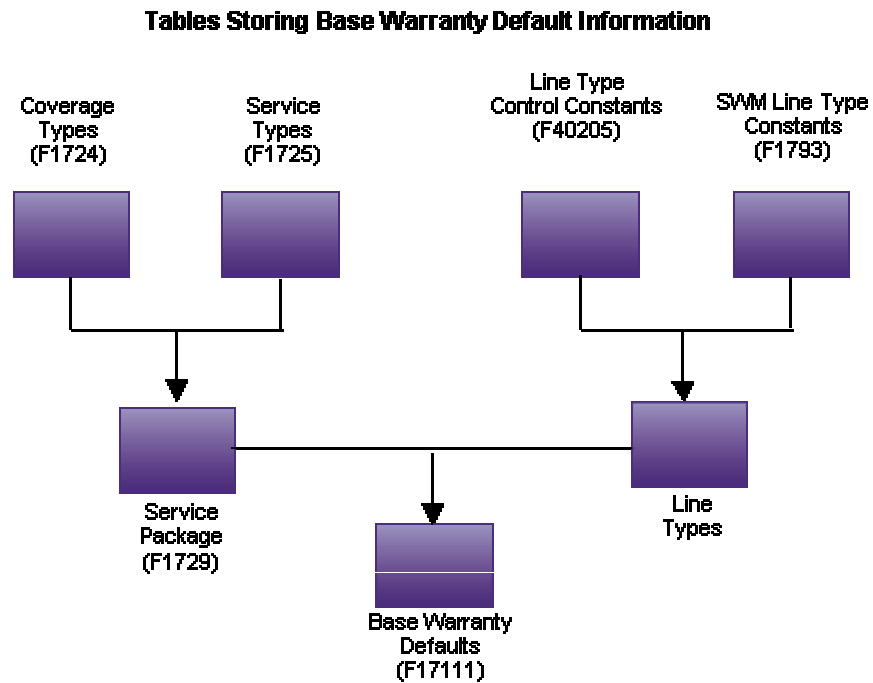 Tables Storing Base Warranty Default Information
Coverage
Types
(F1724)
Service
Types
(F1725)
Line Type
Control Constants
(F40205)
SWM Line Type
Constants
(F1793)
Service
Package
(F1729)
Line
Types
Base Warranty
Defaults
(F17111)